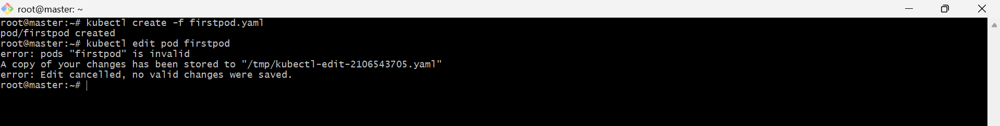 root@master: ~
root@master:~# kubectl create -f firstpod.yaml
pod/firstpod created
root@master:~# kubectl edit pod firstpod
error: pods "firstpod" is invalid
A copy of your changes has been stored to "/tmp/kubectl-edit-2106543705.yaml"
error: Edit cancelled, no valid changes were saved.
root@master:~#